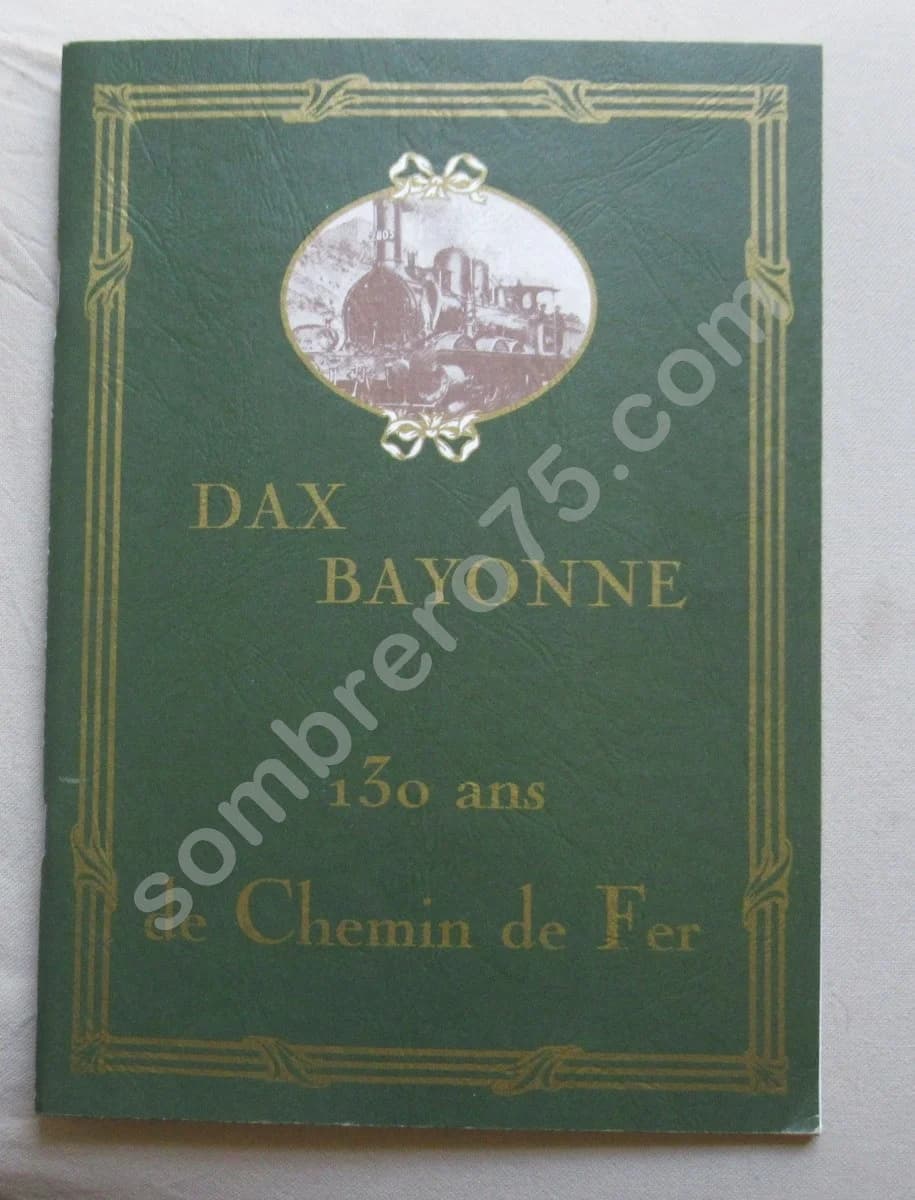 DAX
BAYONNE
130 ans
de Chemin de Fer
sombrero75.com